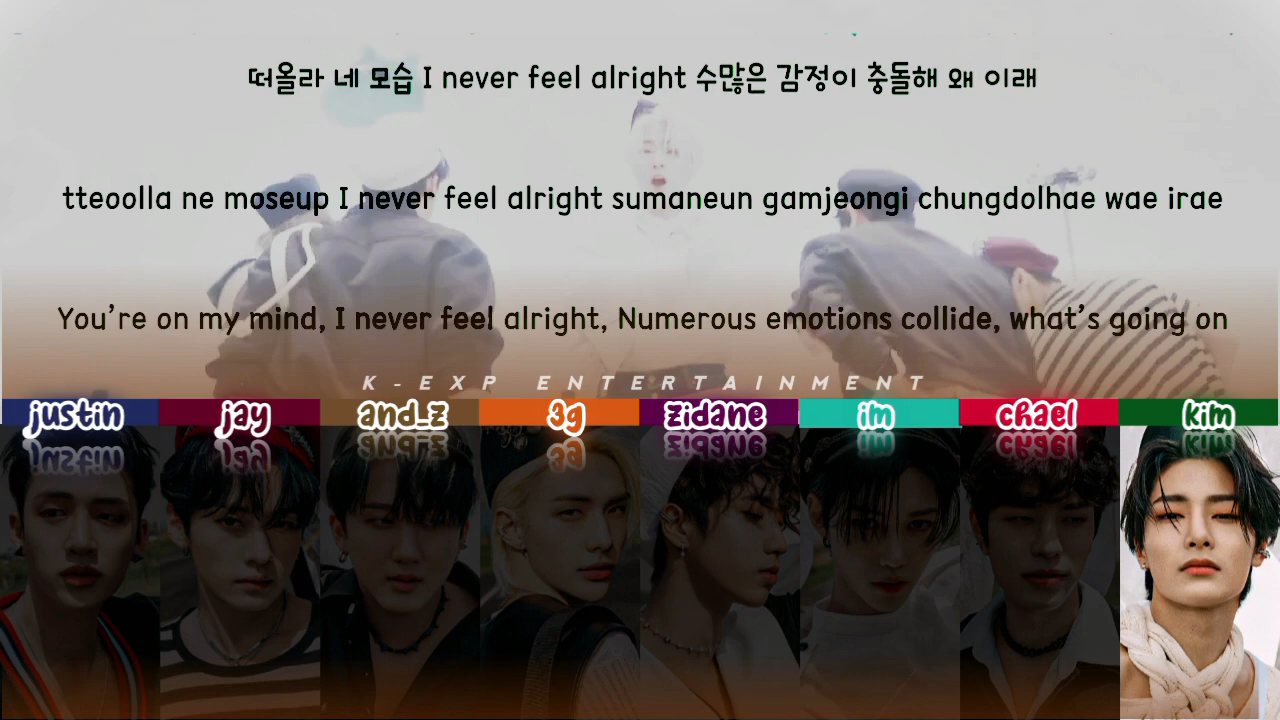 떠올라 네 모습 I never feel alright 수많은 감정이 충돌해 왜 이래
tteoolla ne moseup I never feel alright sumaneun gamjeongi chungdolhae wae irae
You're on my mind, I never feel alright, Numerous emotions collide, what's going on
K-EXP ENTERTAINMENT
justin jay and_z 3g zidane im chael kim